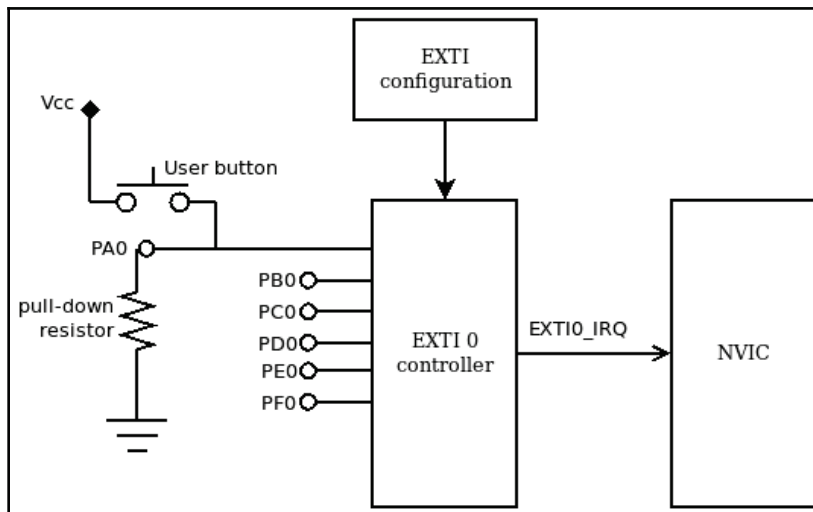 EXTI
configuration
Vcc
User button
PA0
pull-down
resistor
PB0
PC0
PD0
PE0
PF0
EXTI 0
controller
EXTI0_IRQ
NVIC